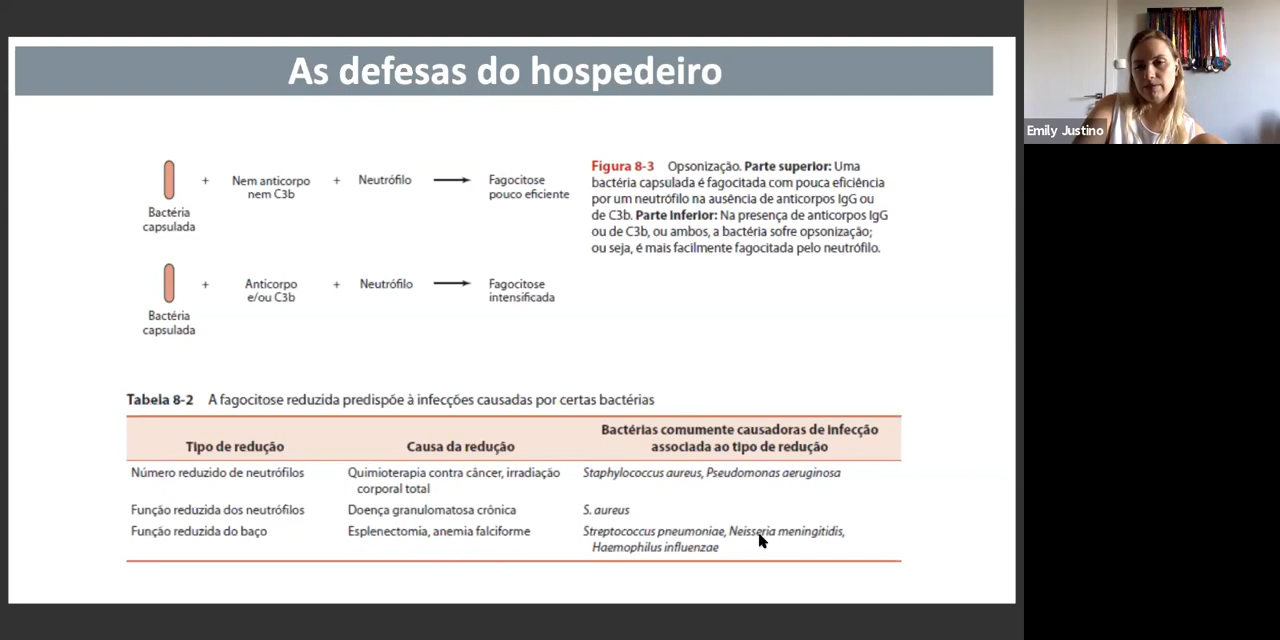 As defesas do hospedeiro
Emily Justino
Bactéria
capsulada
+
Nem anticorpo
nem C3b
+
Neutrófilo
Fagocitose
pouco eficiente
Figura 8-3 Opsonização. Parte superior: Uma
bactéria capsulada é fagocitada com pouca eficiência
por um neutrófilo na ausência de anticorpos IgG ou
de C3b. Parte inferior: Na presença de anticorpos IgG
ou de C3b, ou ambos, a bactéria sofre opsonização;
ou seja, é mais facilmente fagocitada pelo neutrófilo.
Bactéria
capsulada
+
Anticorpo
e/ou C3b
+
Neutrófilo
Fagocitose
intensificada
Tabela 8-2 A fagocitose reduzida predispõe à infecções causadas por certas bactérias
Tipo de redução
Causa da redução
Bactérias comumente causadoras de infecção
associada ao tipo de redução
Número reduzido de neutrófilos
Quimioterapia contra câncer, irradiação
corporal total
Staphylococcus aureus, Pseudomonas aeruginosa
Função reduzida dos neutrófilos
Doença granulomatosa crônica
S. aureus
Função reduzida do baço
Esplenectomia, anemia falciforme
Streptococcus pneumoniae, Neisseria meningitidis,
Haemophilus influenzae